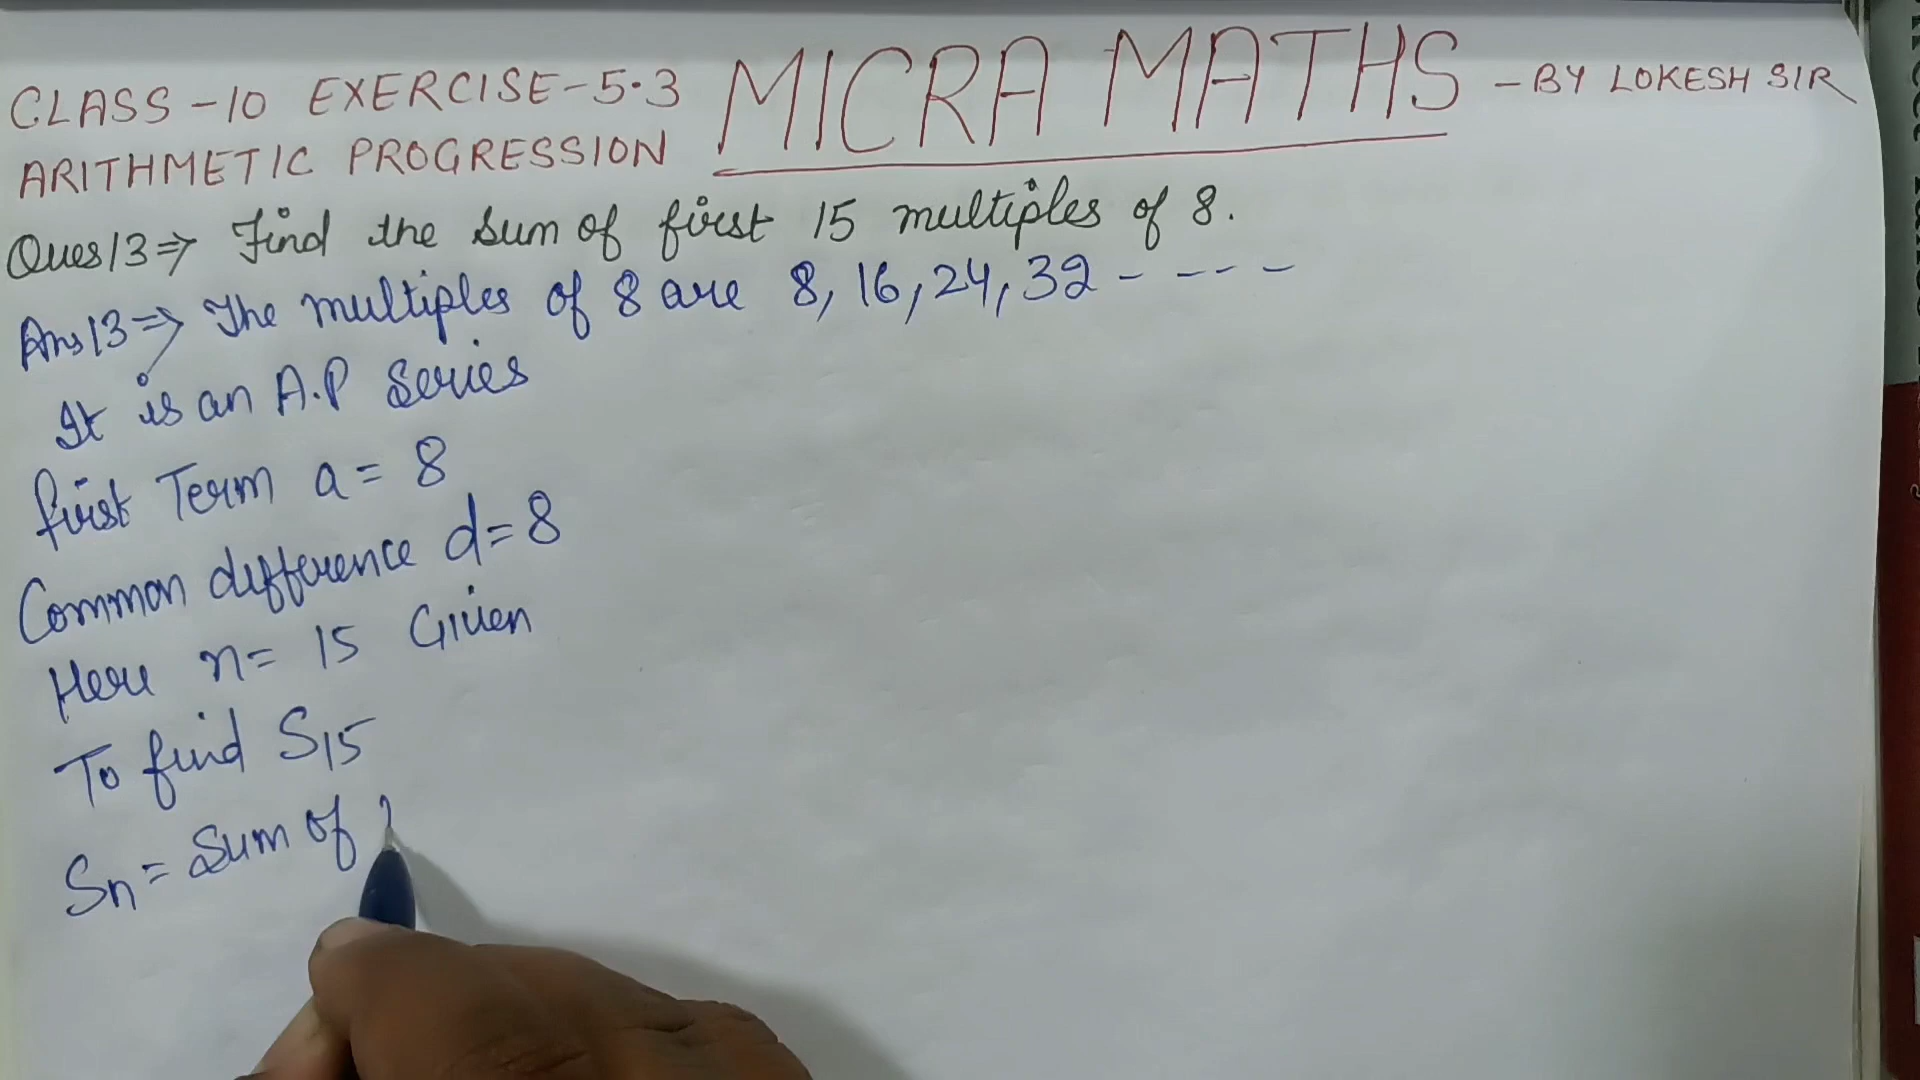 CLASS-10 EXERCISE-5.3
ARITHMETIC PROGRESSION
MICRA MATHS
- BY LOKESH SIR
Ques13⇒ Find the Sum of first 15 multiples of 8.
Ans13⇒ The multiples of 8 are 8, 16, 24, 32 - - - -
It is an A.P Series
first Term a = 8
Common difference d = 8
Here n = 15 Given
To find S₁₅
Sₙ = Sum of